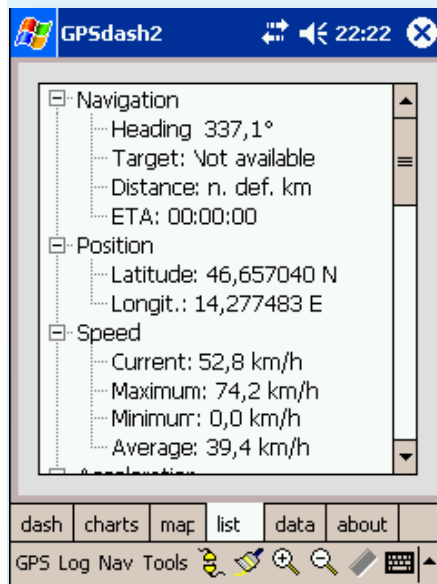 GPSdash2 22:22
Navigation
Heading 337,1°
Target: Not available
Distance: n. def. km
ETA: 00:00:00
Position
Latitude: 46,657040 N
Longit.: 14,277483 E
Speed
Current: 52,8 km/h
Maximum: 74,2 km/h
Minimum: 0,0 km/h
Average: 39,4 km/h
Acceleration
dash charts map list data about
GPS Log Nav Tools